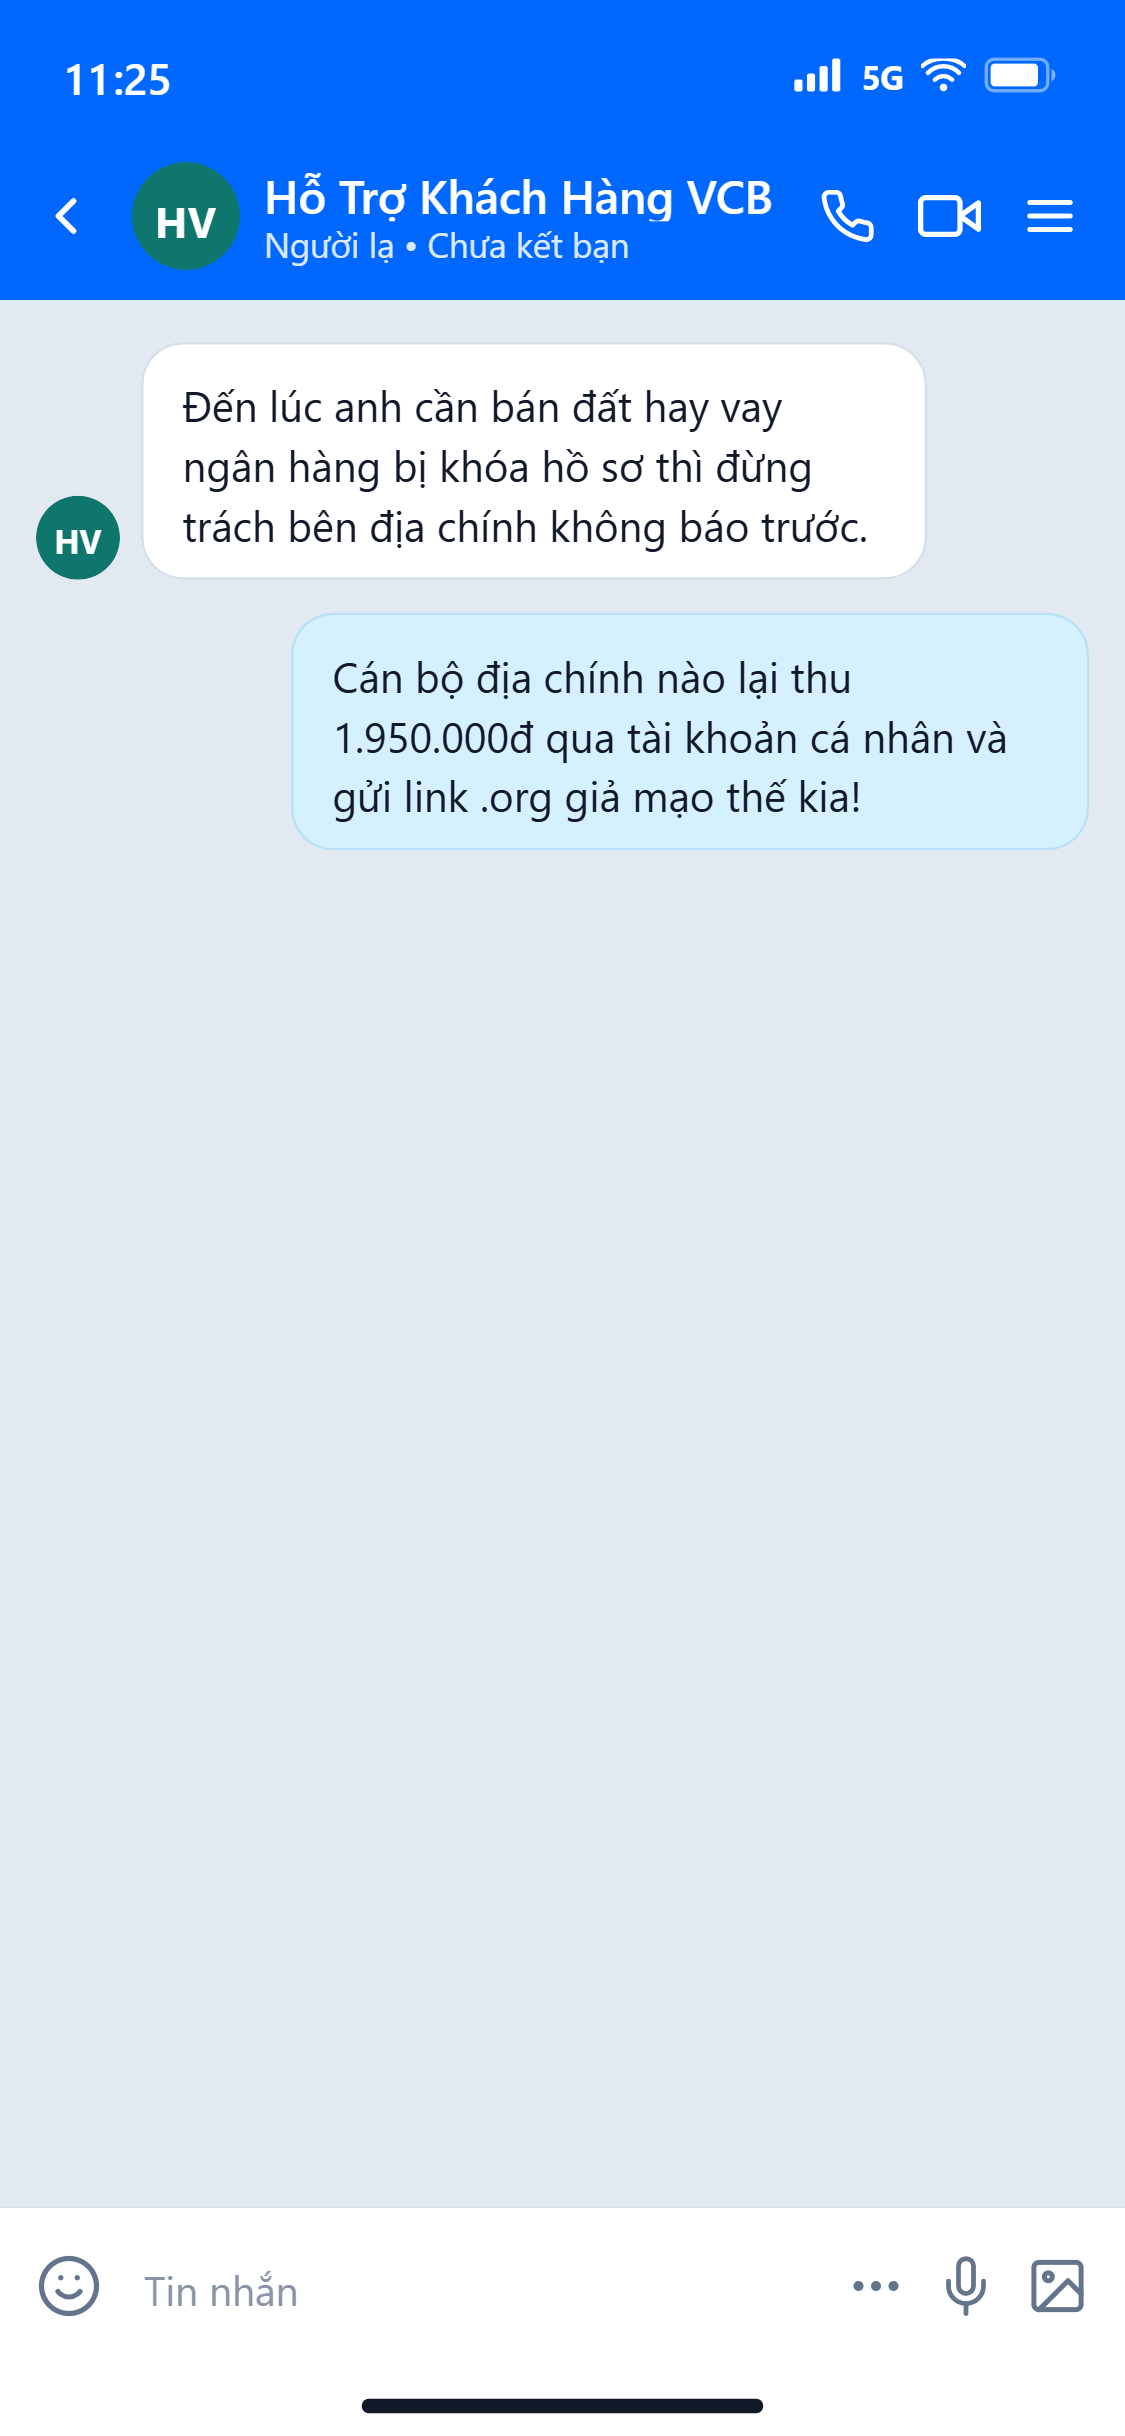 11:25
5G
HV
Hỗ Trợ Khách Hàng VCB
Người lạ • Chưa kết bạn
Đến lúc anh cần bán đất hay vay
ngân hàng bị khóa hồ sơ thì đừng
trách bên địa chính không báo trước.
HV
Cán bộ địa chính nào lại thu
1.950.000đ qua tài khoản cá nhân và
gửi link .org giả mạo thế kia!
Tin nhắn